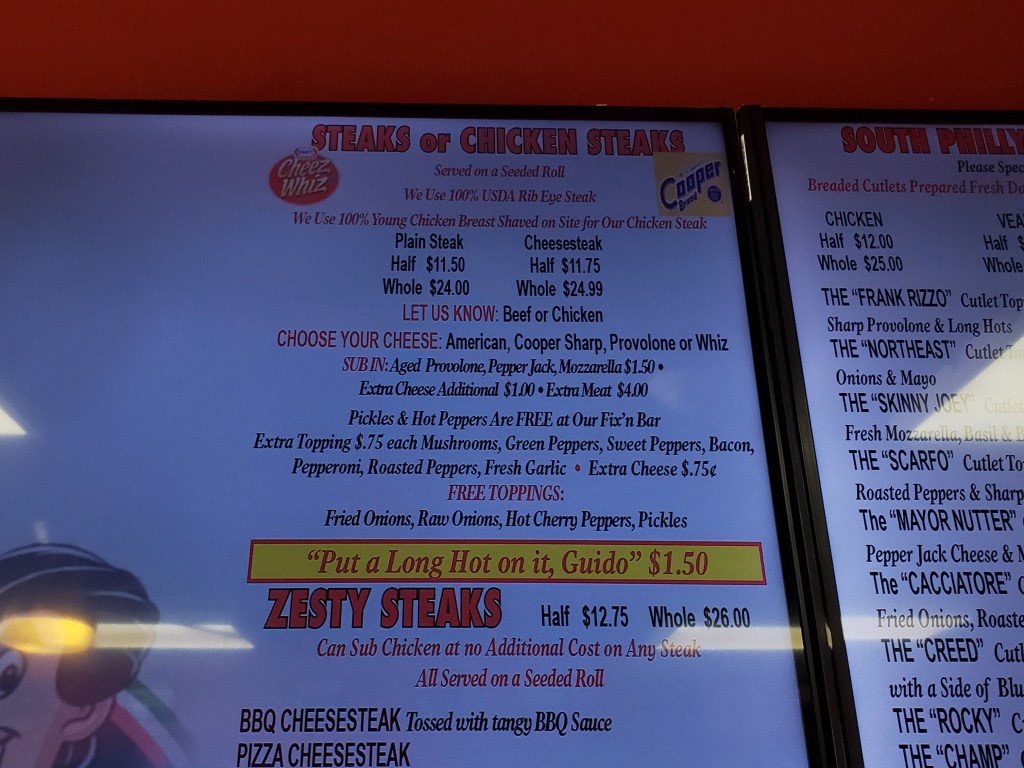 STEAKS or CHICKEN STEAKS
Cheez Whiz
Cooper Brand
Served on a Seeded Roll
We Use 100% USDA Rib Eye Steak
We Use 100% Young Chicken Breast Shaved on Site for Our Chicken Steak
Plain Steak Cheesesteak
Half $11.50 Half $11.75
Whole $24.00 Whole $24.99
LET US KNOW: Beef or Chicken
CHOOSE YOUR CHEESE: American, Cooper Sharp, Provolone or Whiz
SUB IN: Aged Provolone, Pepper Jack, Mozzarella $1.50 •
Extra Cheese Additional $1.00 • Extra Meat $4.00
Pickles & Hot Peppers Are FREE at Our Fix'n Bar
Extra Topping $.75 each Mushrooms, Green Peppers, Sweet Peppers, Bacon,
Pepperoni, Roasted Peppers, Fresh Garlic • Extra Cheese $.75¢
FREE TOPPINGS:
Fried Onions, Raw Onions, Hot Cherry Peppers, Pickles
"Put a Long Hot on it, Guido" $1.50
ZESTY STEAKS Half $12.75 Whole $26.00
Can Sub Chicken at no Additional Cost on Any Steak
All Served on a Seeded Roll
BBQ CHEESESTEAK Tossed with tangy BBQ Sauce
PIZZA CHEESESTEAK
SOUTH PHILLY
Please
Breaded Cutlets Prepared Fresh
CHICKEN
Half $12.00 Half
Whole $25.00 Whole
THE "FRANK RIZZO" Cutlet
Sharp Provolone & Long Hots
THE "NORTHEAST" Cutlet
Onions & Mayo
THE "SKINNY JOEY" Cutlet
Fresh Mozzarella, Basil &
THE "SCARFO" Cutlet
Roasted Peppers & Sharp
The "MAYOR NUTTER"
Pepper Jack Cheese &
The "CACCIATORE"
Fried Onions,
THE "CREED"
with a Side of
THE "ROCKY"
THE "CHAMP"